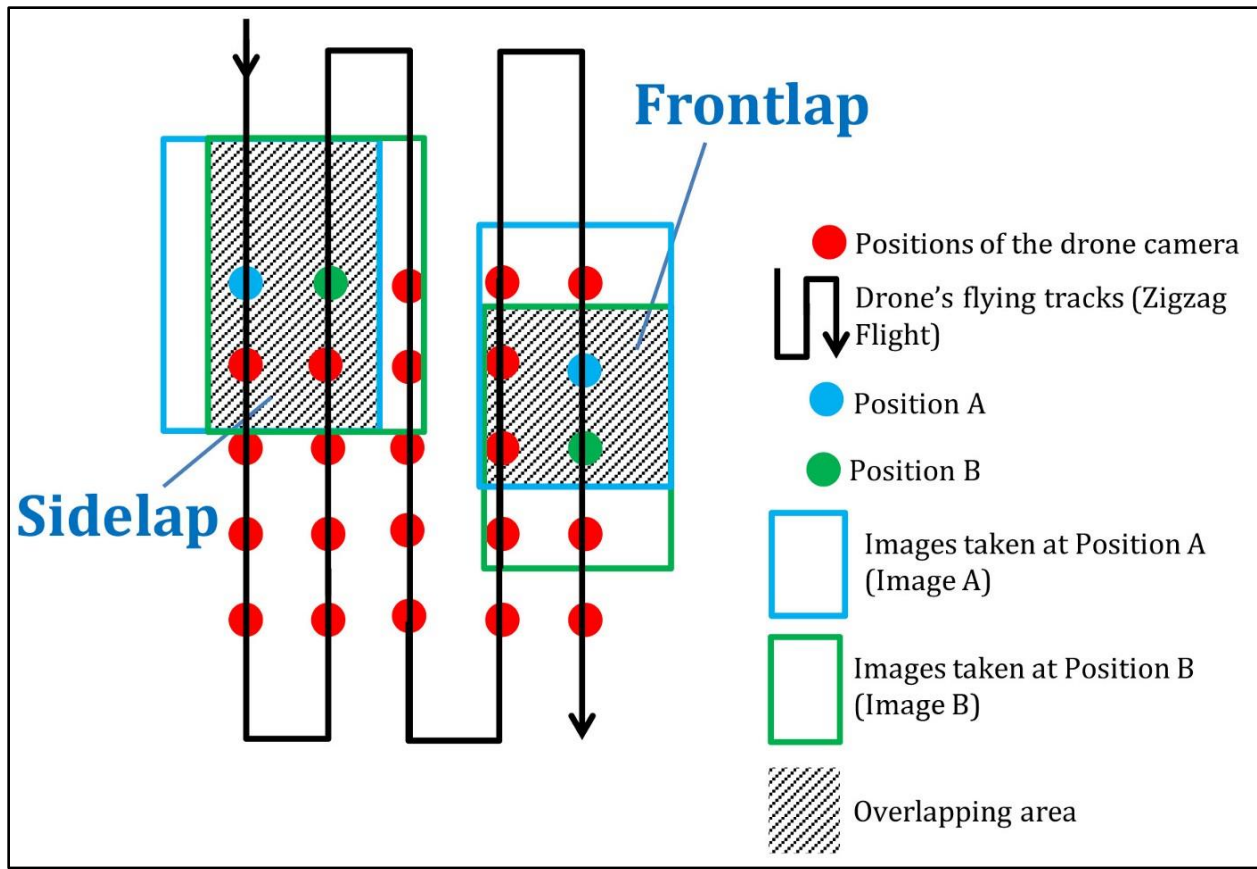 Frontlap
Sidelap
Positions of the drone camera
Drone’s flying tracks (Zigzag
Flight)
Position A
Position B
Images taken at Position A
(Image A)
Images taken at Position B
(Image B)
Overlapping area